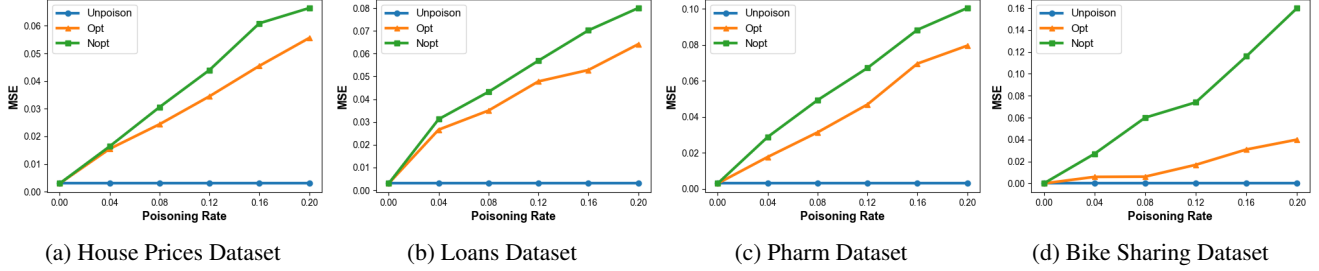 Unpoison
Opt
Nopt
MSE
0.06
0.05
0.04
0.03
0.02
0.01
0.00
0.00 0.04 0.08 0.12 0.16 0.20
Poisoning Rate
(a) House Prices Dataset
Unpoison
Opt
Nopt
MSE
0.08
0.07
0.06
0.05
0.04
0.03
0.02
0.01
0.00
0.00 0.04 0.08 0.12 0.16 0.20
Poisoning Rate
(b) Loans Dataset
Unpoison
Opt
Nopt
MSE
0.10
0.08
0.06
0.04
0.02
0.00
0.00 0.04 0.08 0.12 0.16 0.20
Poisoning Rate
(c) Pharm Dataset
Unpoison
Opt
Nopt
MSE
0.16
0.14
0.12
0.10
0.08
0.06
0.04
0.02
0.00
0.00 0.04 0.08 0.12 0.16 0.20
Poisoning Rate
(d) Bike Sharing Dataset